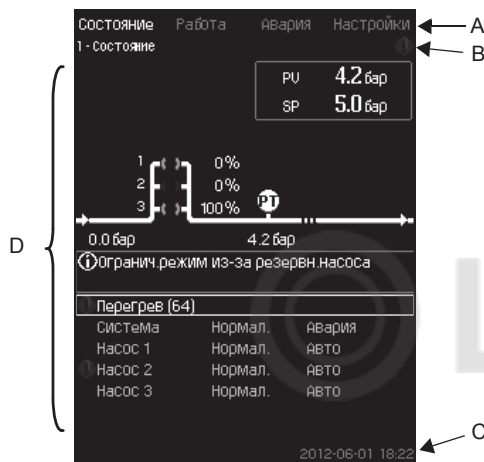 Состояние Работа Авария Настройки
A
1 - Состояние
B
PV 4.2 бар
SP 5.0 бар
1 0%
2 0%
3 100%
PT
D
0.0 бар 4.2 бар
Огранич.режим из-за резервн.насоса
Перегрев (64)
Система Нормал. Авария
Насос 1 Нормал. Авто
Насос 2 Нормал. Авто
Насос 3 Нормал. Авто
C
2012-06-01 18:22